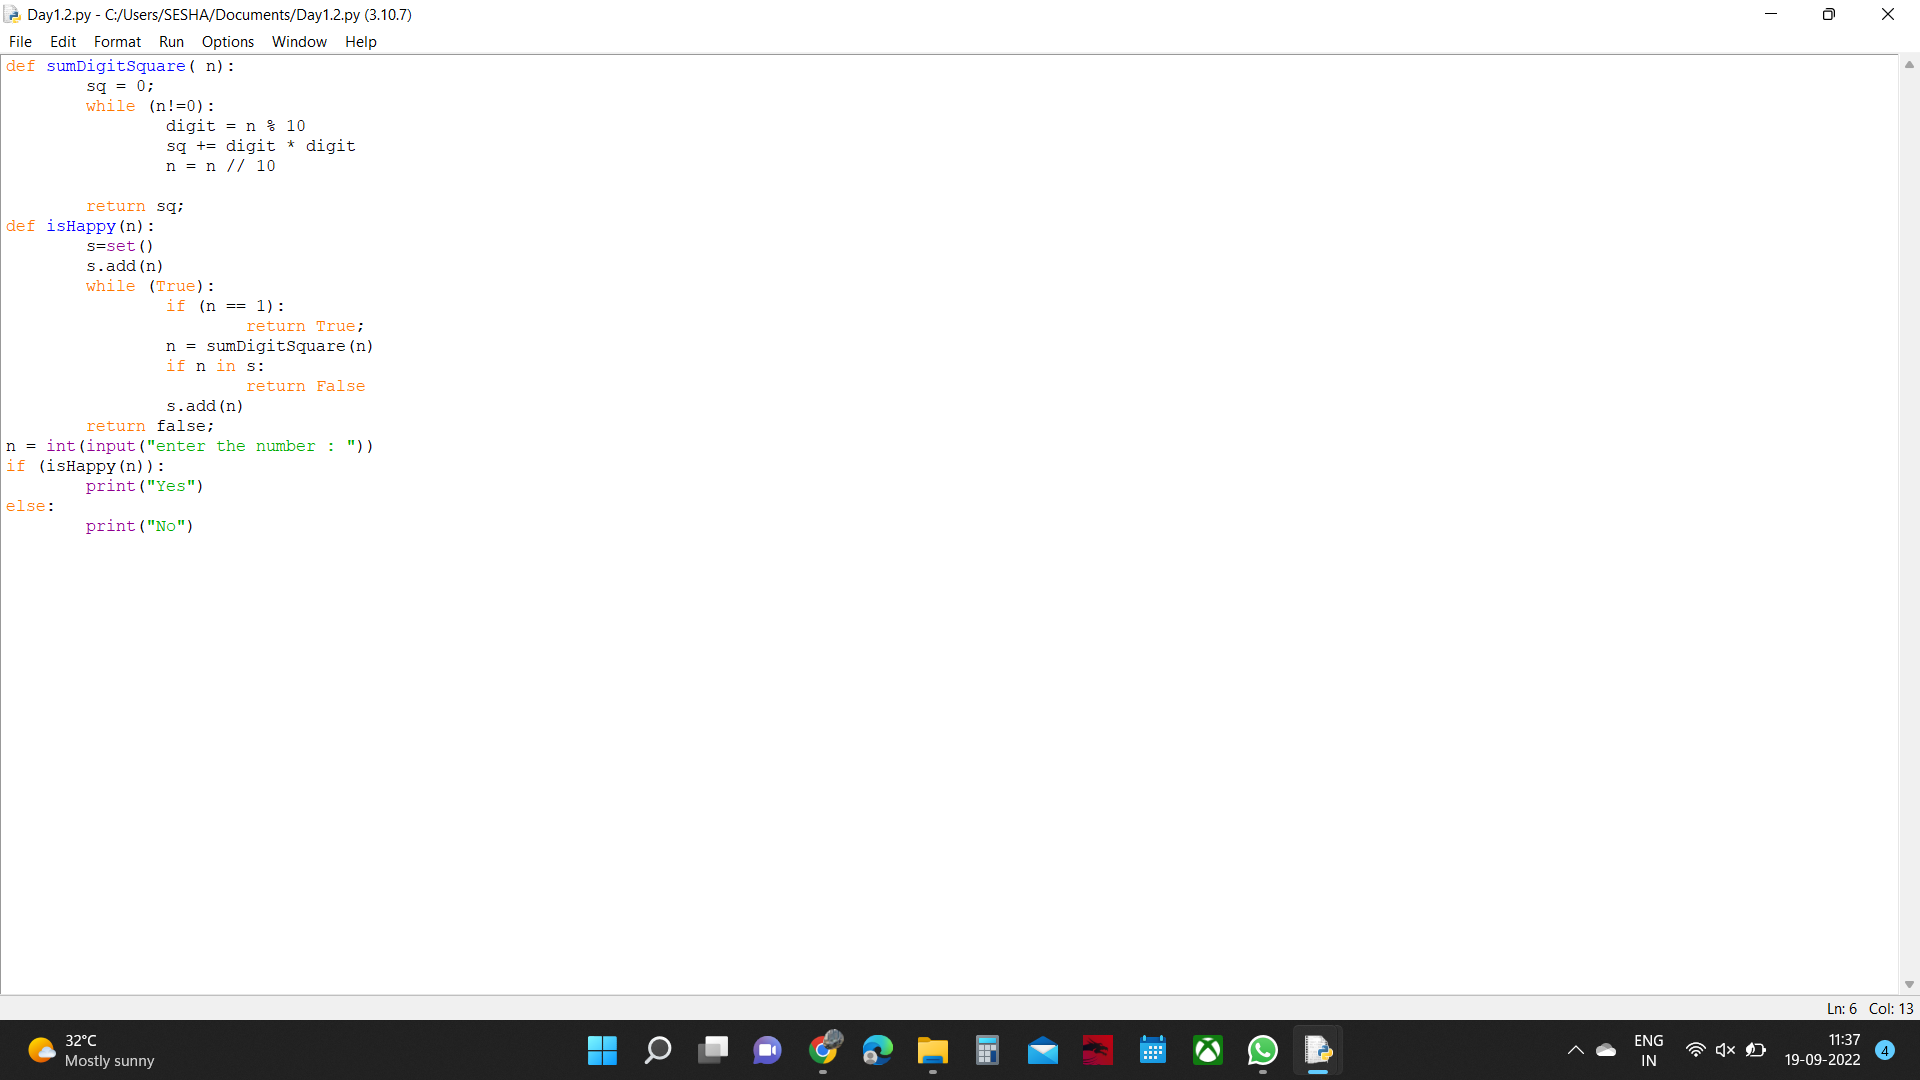 Day1.2.py - C:/Users/SESHA/Documents/Day1.2.py (3.10.7)
File Edit Format Run Options Window Help
def sumDigitSquare( n):
        sq = 0;
        while (n!=0):
                digit = n % 10
                sq += digit * digit
                n = n // 10

        return sq;
def isHappy(n):
        s=set()
        s.add(n)
        while (True):
                if (n == 1):
                        return True;
                n = sumDigitSquare(n)
                if n in s:
                        return False
                s.add(n)
        return false;
n = int(input("enter the number : "))
if (isHappy(n)):
        print("Yes")
else:
        print("No")
Ln: 6 Col: 13
32°C
Mostly sunny
ENG
IN
11:37
19-09-2022
4